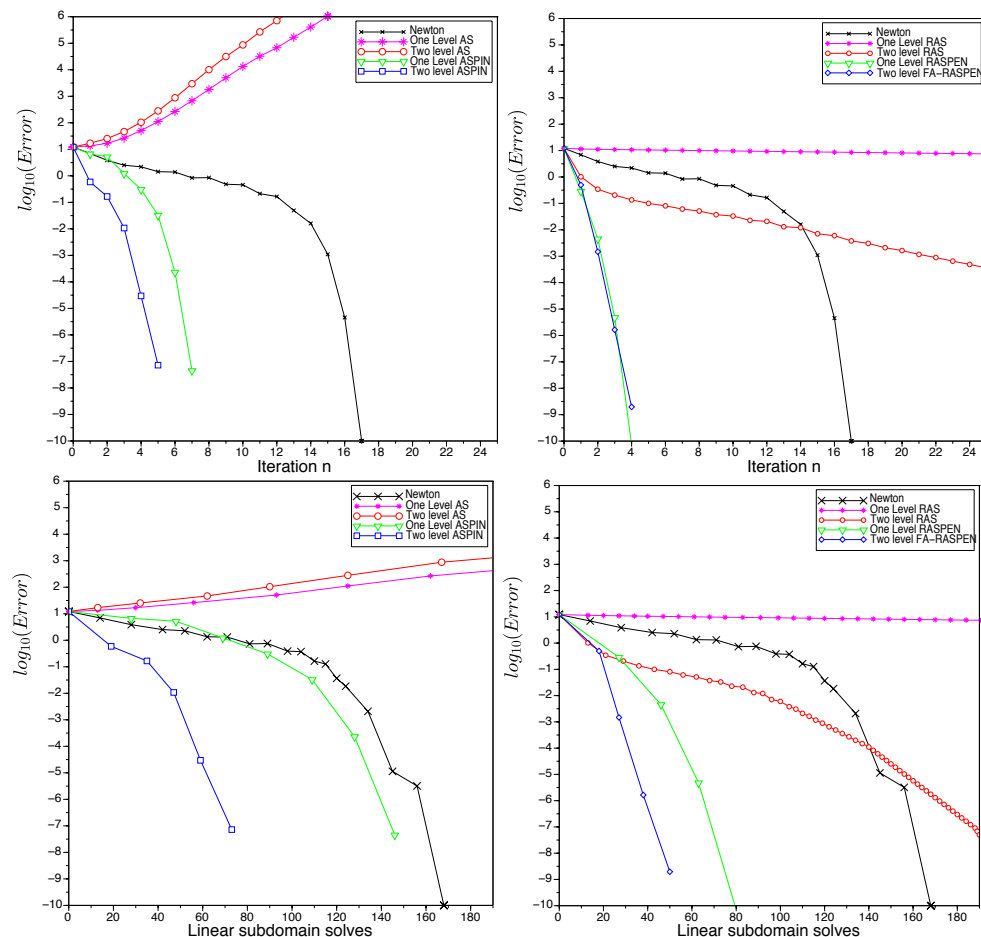 6
5
4
3
2
1
0
−1
−2
−3
−4
−5
−6
−7
−8
−9
−10
log10(Error)
0 2 4 6 8 10 12 14 16 18 20 22 24
Iteration n
Newton
One Level AS
Two level AS
One Level ASPIN
Two level ASPIN
6
5
4
3
2
1
0
−1
−2
−3
−4
−5
−6
−7
−8
−9
−10
log10(Error)
0 2 4 6 8 10 12 14 16 18 20 22 24
Iteration n
Newton
One Level RAS
Two level RAS
One Level RASPEN
Two level FA−RASPEN
6
5
4
3
2
1
0
−1
−2
−3
−4
−5
−6
−7
−8
−9
−10
log10(Error)
0 20 40 60 80 100 120 140 160 180
Linear subdomain solves
Newton
One Level AS
Two level AS
One Level ASPIN
Two level ASPIN
6
5
4
3
2
1
0
−1
−2
−3
−4
−5
−6
−7
−8
−9
−10
log10(Error)
0 20 40 60 80 100 120 140 160 180
Linear subdomain solves
Newton
One Level RAS
Two level RAS
One Level RASPEN
Two level FA−RASPEN